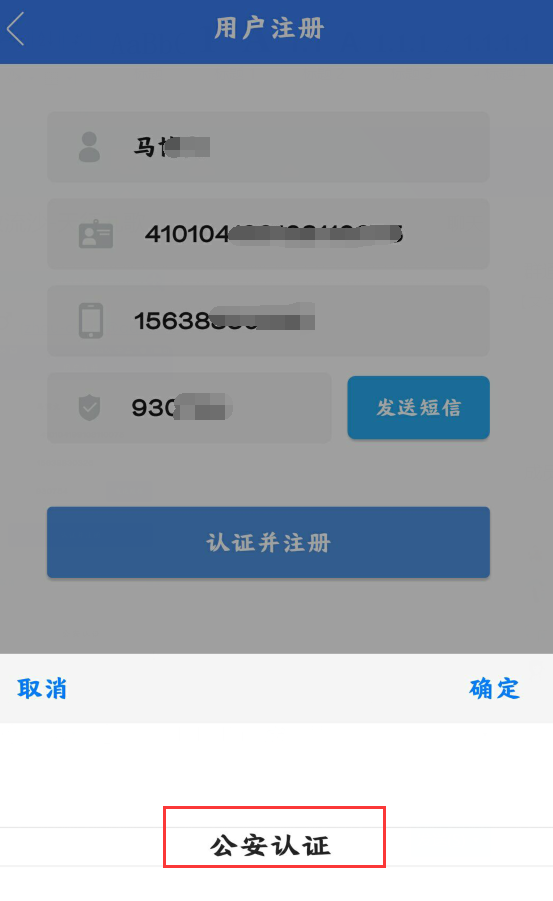 用户注册
马
410104
15638
930
发送短信
认证并注册
取消
确定
公安认证